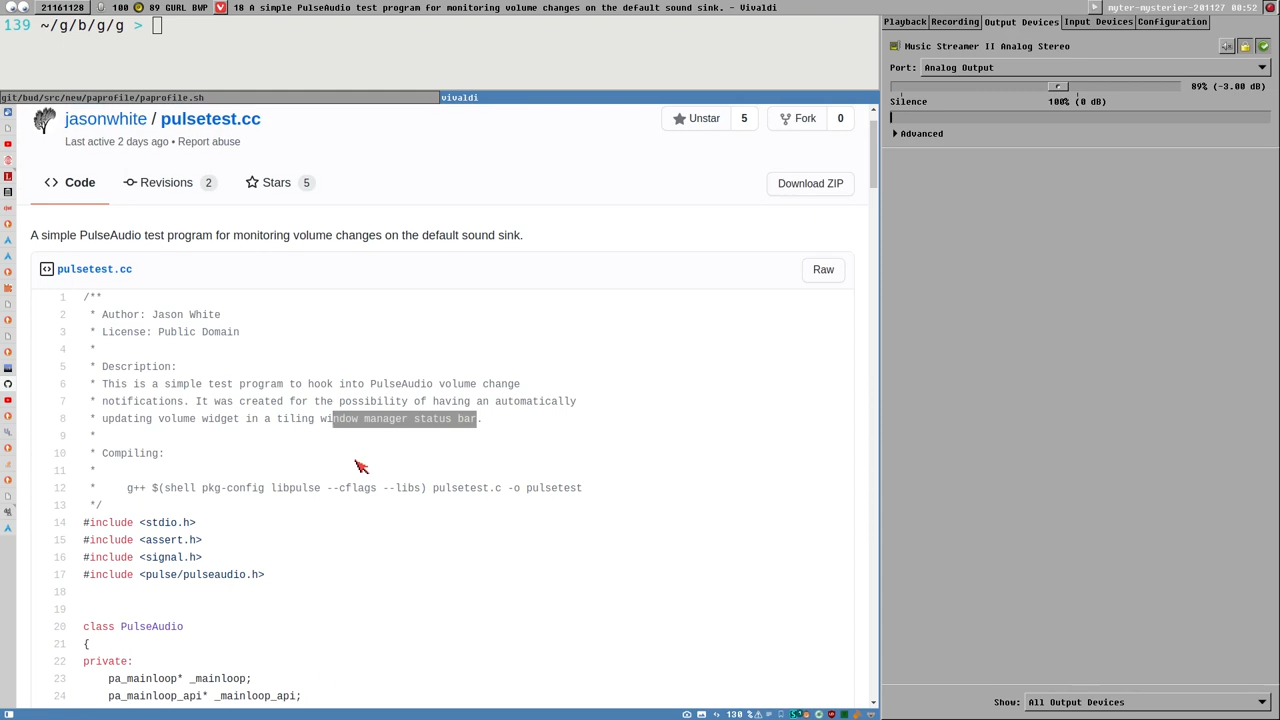 21161128 100 89 GURL BWP 18 A simple PulseAudio test program for monitoring volume changes on the default sound sink. - Vivaldi
myter-mysterier-201127 00:52
139 ~/g/b/g/g >
git/bud/src/new/paprofile/paprofile.sh
vivaldi
jasonwhite / pulsetest.cc
Unstar 5
Fork 0
Last active 2 days ago • Report abuse
Code
Revisions 2
Stars 5
Download ZIP
A simple PulseAudio test program for monitoring volume changes on the default sound sink.
pulsetest.cc
Raw
1 /**
2 * Author: Jason White
3 * License: Public Domain
4 *
5 * Description:
6 * This is a simple test program to hook into PulseAudio volume change
7 * notifications. It was created for the possibility of having an automatically
8 * updating volume widget in a tiling window manager status bar.
9 *
10 * Compiling:
11 *
12 * g++ $(shell pkg-config libpulse --cflags --libs) pulsetest.c -o pulsetest
13 */
14 #include <stdio.h>
15 #include <assert.h>
16 #include <signal.h>
17 #include <pulse/pulseaudio.h>
18
19
20 class PulseAudio
21 {
22 private:
23 pa_mainloop* _mainloop;
24 pa_mainloop_api* _mainloop_api;
130 %
Playback Recording Output Devices Input Devices Configuration
Music Streamer II Analog Stereo
Port: Analog Output
89% (-3.00 dB)
Silence 100% (0 dB)
Advanced
Show: All Output Devices